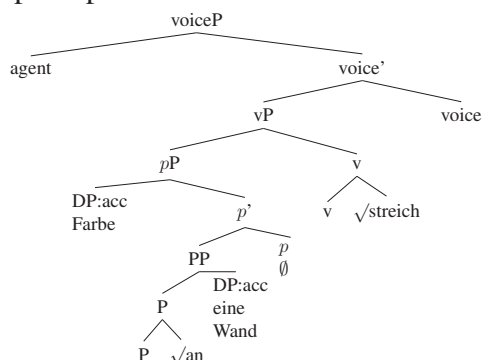 voiceP
agent
voice'
vP
voice
pP
v
DP:acc
Farbe
p'
v
√streich
PP
p
∅
P
DP:acc
eine
Wand
P
√an